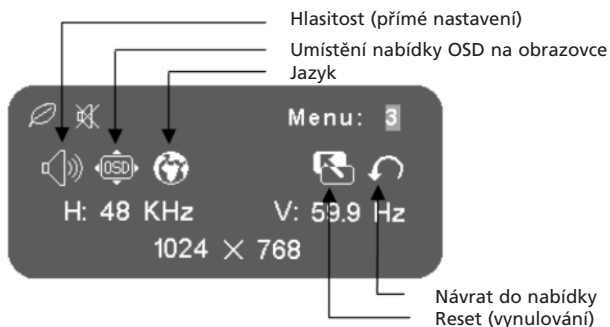 Hlasitost (přímé nastavení)
Umístění nabídky OSD na obrazovce
Jazyk
Menu: 3
OSD
H: 48 KHz V: 59.9 Hz
1024 × 768
Návrat do nabídky
Reset (vynulování)